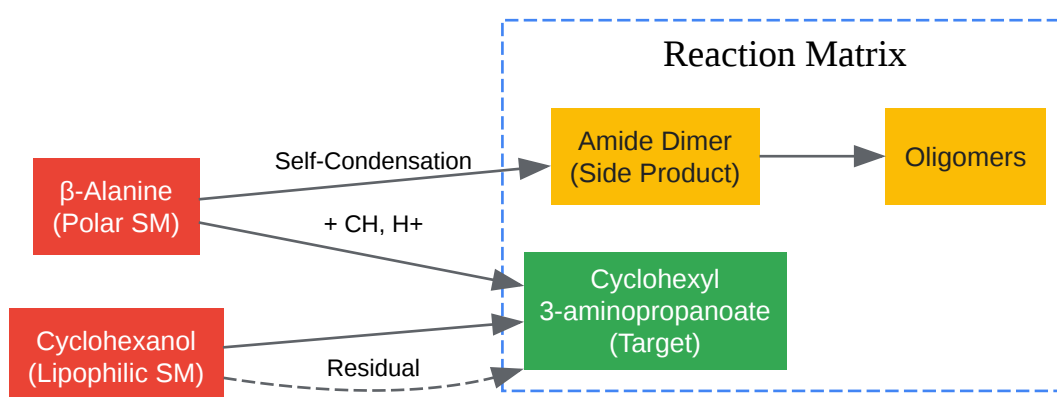 Reaction Matrix
Amide Dimer
(Side Product)
Oligomers
Self-Condensation
β-Alanine
(Polar SM)
+ CH, H+
Cyclohexyl
3-aminopropanoate
(Target)
Cyclohexanol
(Lipophilic SM)
Residual